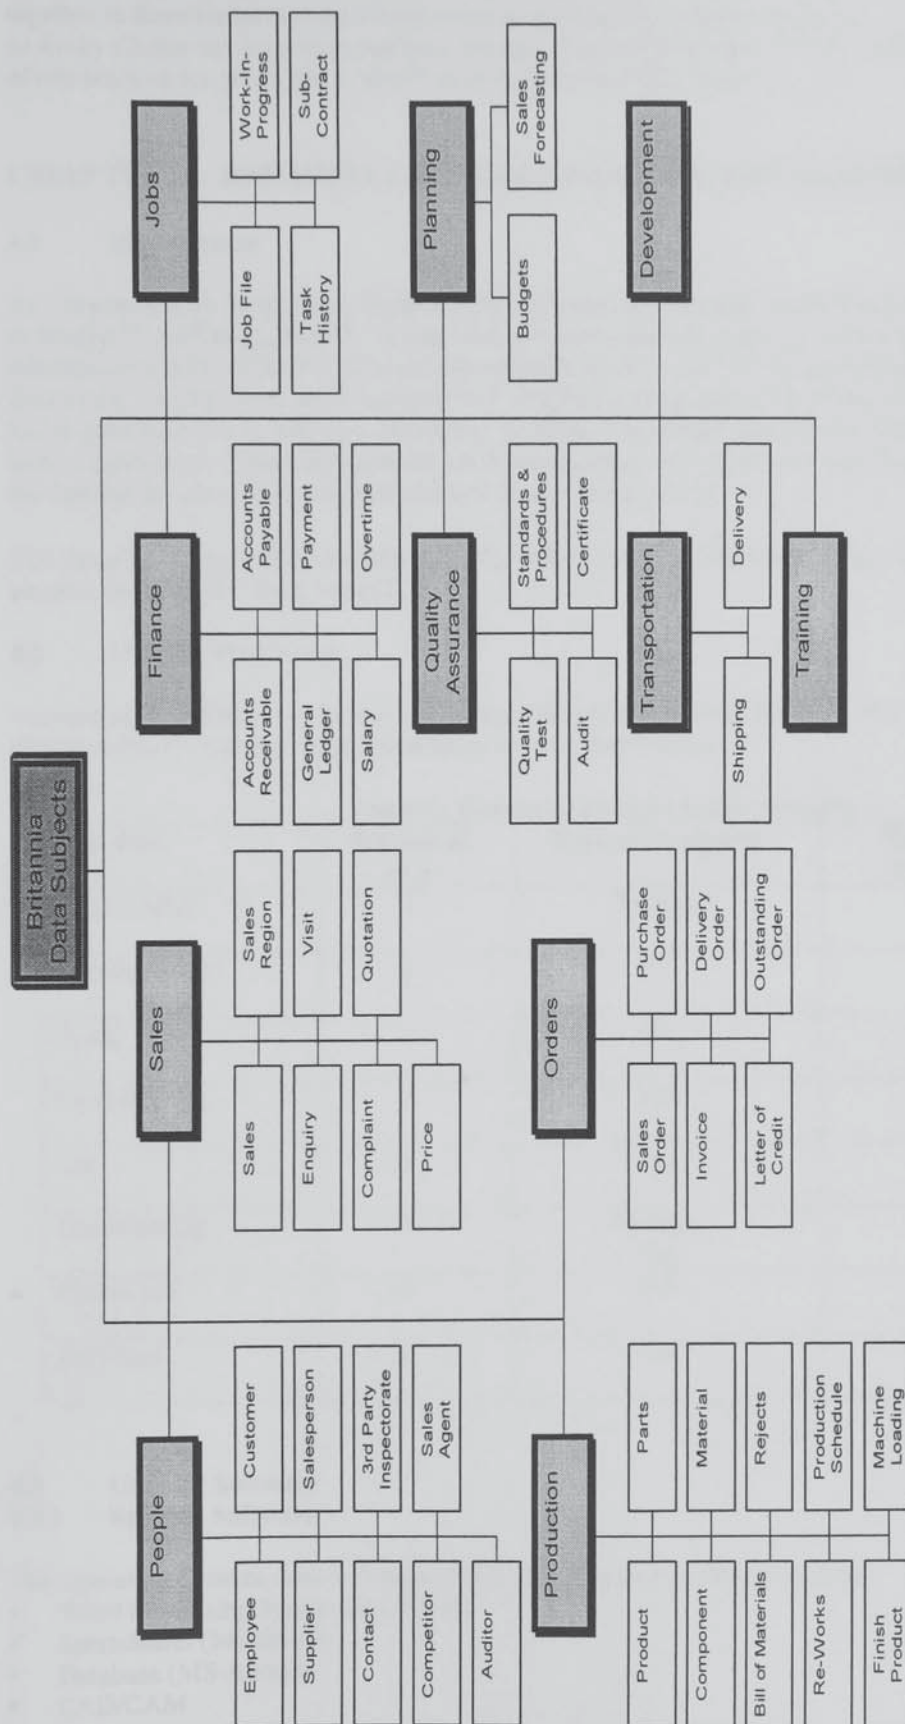 Britannia
Data Subjects
People
Employee
Customer
Supplier
Salesperson
Contact
3rd Party
Inspectorate
Competitor
Sales
Agent
Auditor
Sales
Sales
Sales
Region
Enquiry
Visit
Complaint
Quotation
Price
Finance
Accounts
Receivable
Accounts
Payable
General
Ledger
Payment
Salary
Overtime
Jobs
Job File
Work-In-
Progress
Task
History
Sub-
Contract
Production
Product
Parts
Component
Material
Bill of Materials
Rejects
Re-Works
Production
Schedule
Finish
Product
Machine
Loading
Orders
Sales
Order
Purchase
Order
Invoice
Delivery
Order
Letter of
Credit
Outstanding
Order
Quality
Assurance
Quality
Test
Standards &
Procedures
Audit
Certificate
Planning
Budgets
Sales
Forecasting
Transportation
Shipping
Delivery
Development
Training